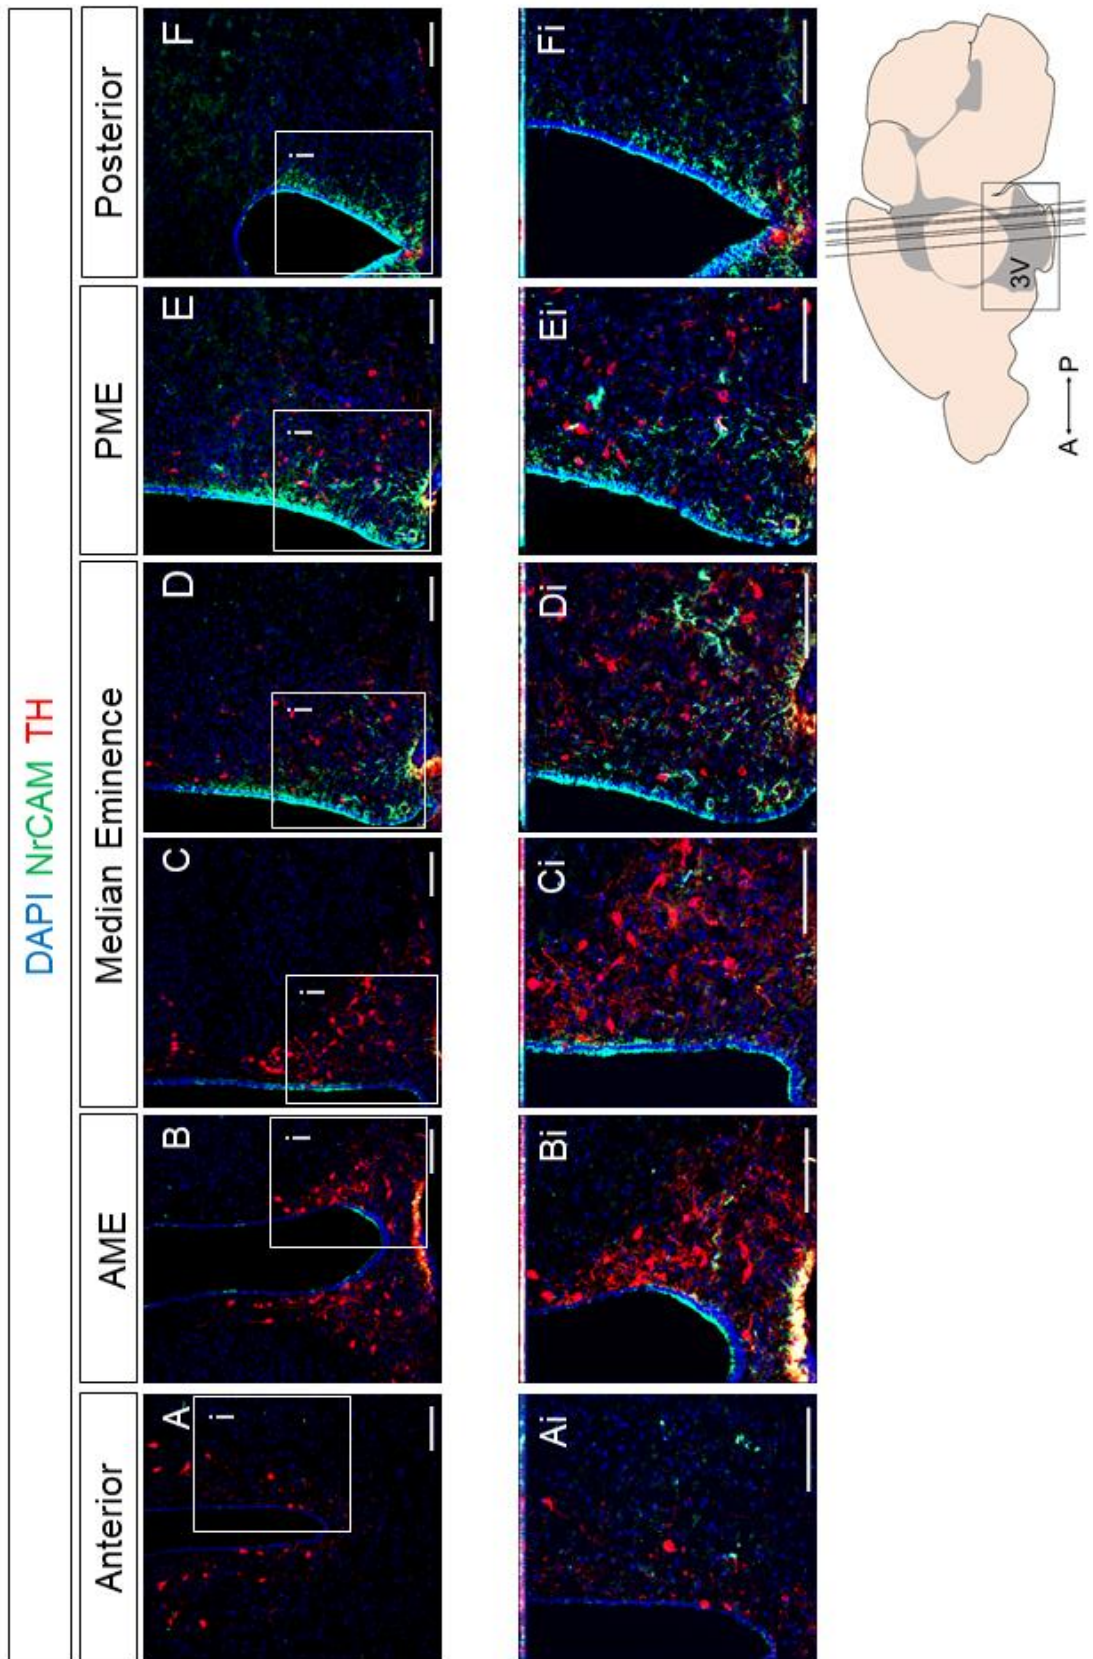 DAPI NrCAM TH
Anterior AME Median Eminence PME Posterior
A B C D E F
i i i i i i
Ai Bi Ci Di Ei Fi
3V
A P